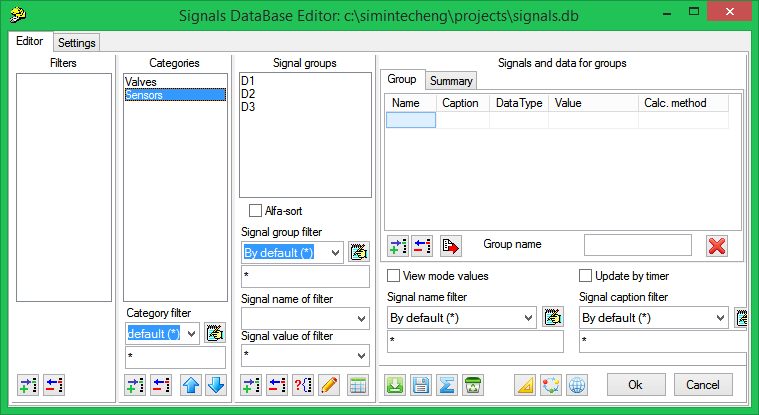 Signals DataBase Editor: c:\simintecheng\projects\signals.db
Editor
Settings
Filters
Categories
Valves
Sensors
Category filter
default (*)
*
Signal groups
D1
D2
D3
Alfa-sort
Signal group filter
By default (*)
*
Signal name of filter
Signal value of filter
*
Signals and data for groups
Group
Summary
Name Caption DataType Value Calc. method
Group name
View mode values
Update by timer
Signal name filter
By default (*)
*
Signal caption filter
By default (*)
*
Ok
Cancel